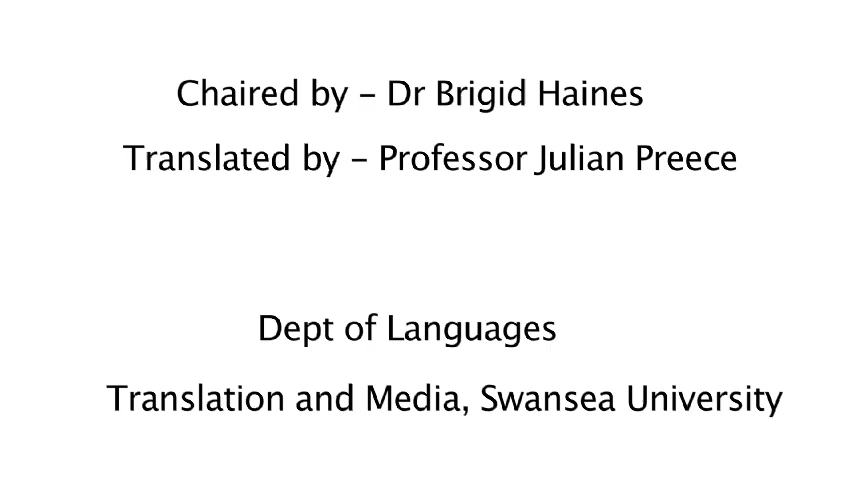 Chaired by – Dr Brigid Haines
Translated by – Professor Julian Preece
Dept of Languages
Translation and Media, Swansea University